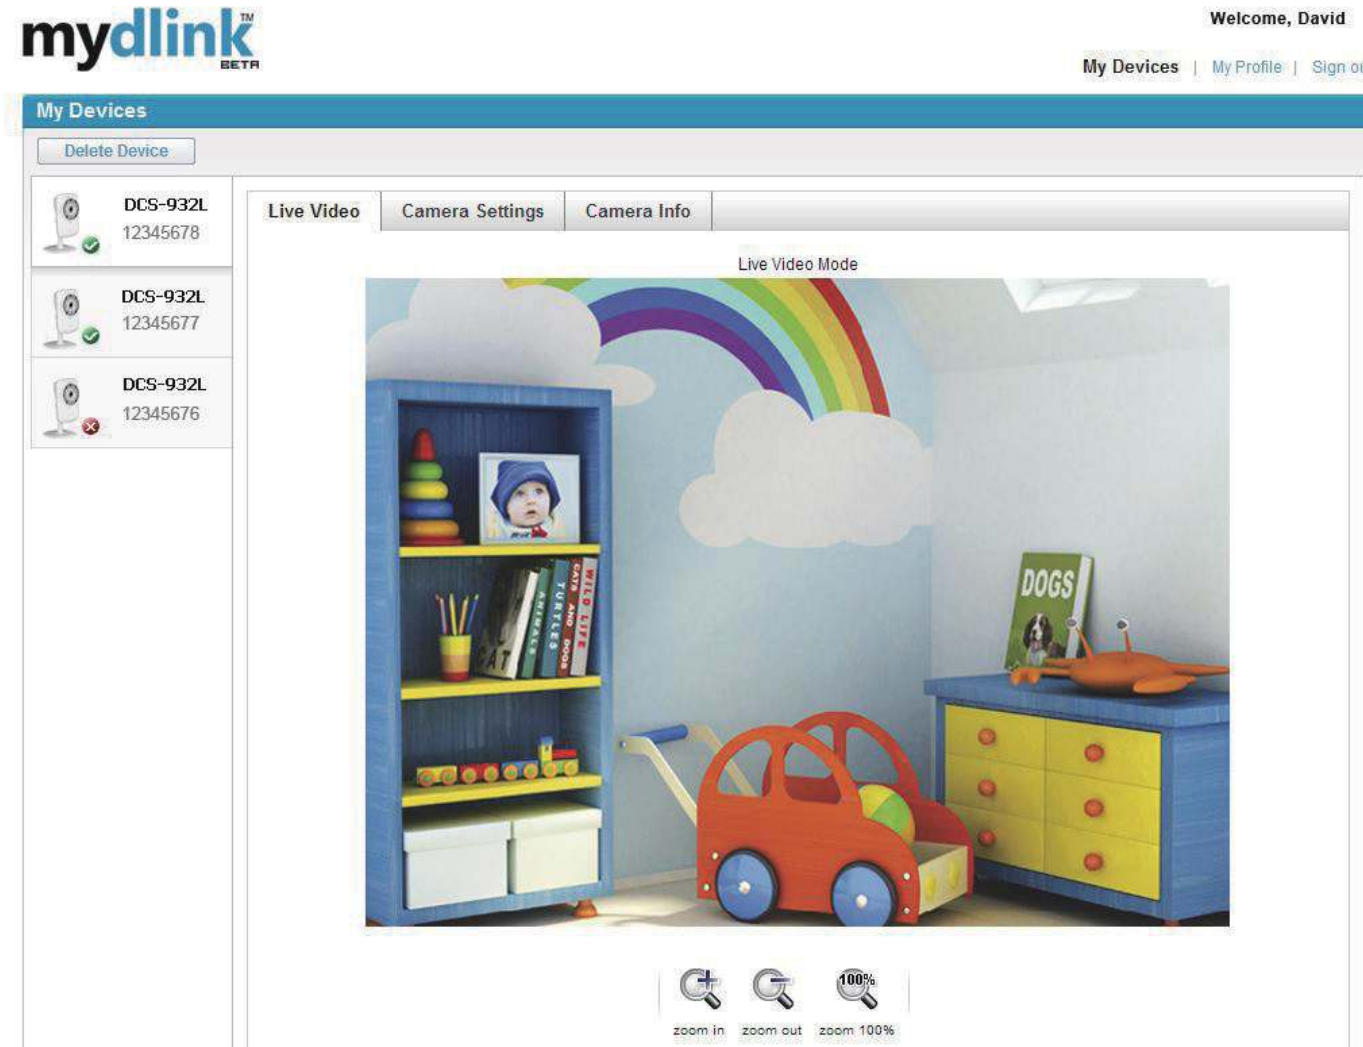 mydlink™
BETA
Welcome, David
My Devices | My Profile | Sign ou
My Devices
Delete Device
DCS-932L
12345678
DCS-932L
12345677
DCS-932L
12345676
Live Video
Camera Settings
Camera Info
Live Video Mode
ANIMALS
TURTLES
CATS AND DOGS
WILD LIFE
DOGS
100%
zoom in
zoom out
zoom 100%